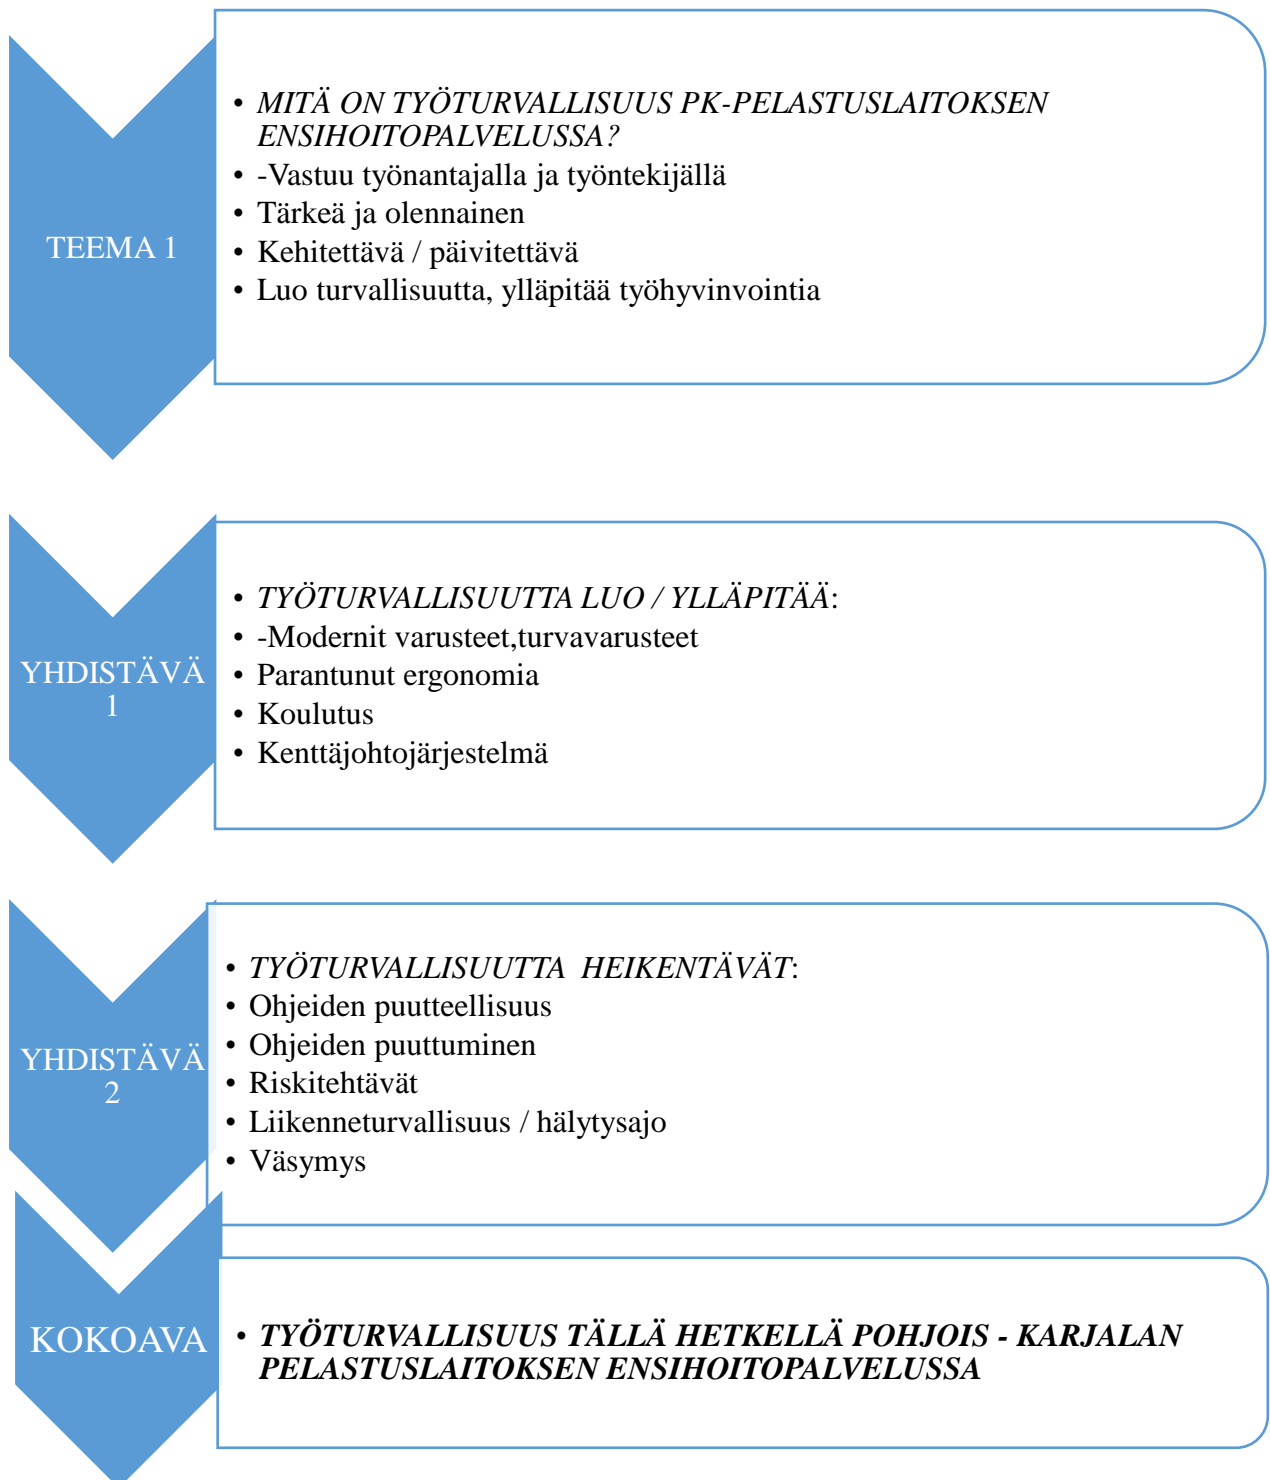 TEEMA 1
• MITÄ ON TYÖTURVALLISUUS PK-PELASTUSLAITOKSEN
ENSIHOITOPALVELUSSA?
• -Vastuu työnantajalla ja työntekijällä
• Tärkeä ja olennainen
• Kehitettävä / päivitettävä
• Luo turvallisuutta, ylläpitää työhyvinvointia
YHDISTÄVÄ
1
• TYÖTURVALLISUUTTA LUO / YLLÄPITÄÄ:
• -Modernit varusteet,turvavarusteet
• Parantunut ergonomia
• Koulutus
• Kenttäjohtojärjestelmä
YHDISTÄVÄ
2
• TYÖTURVALLISUUTTA HEIKENTÄVÄT:
• Ohjeiden puutteellisuus
• Ohjeiden puuttuminen
• Riskitehtävät
• Liikenneturvallisuus / hälytysajo
• Väsymys
KOKOAVA
• TYÖTURVALLISUUS TÄLLÄ HETKELLÄ POHJOIS - KARJALAN
PELASTUSLAITOKSEN ENSIHOITOPALVELUSSA